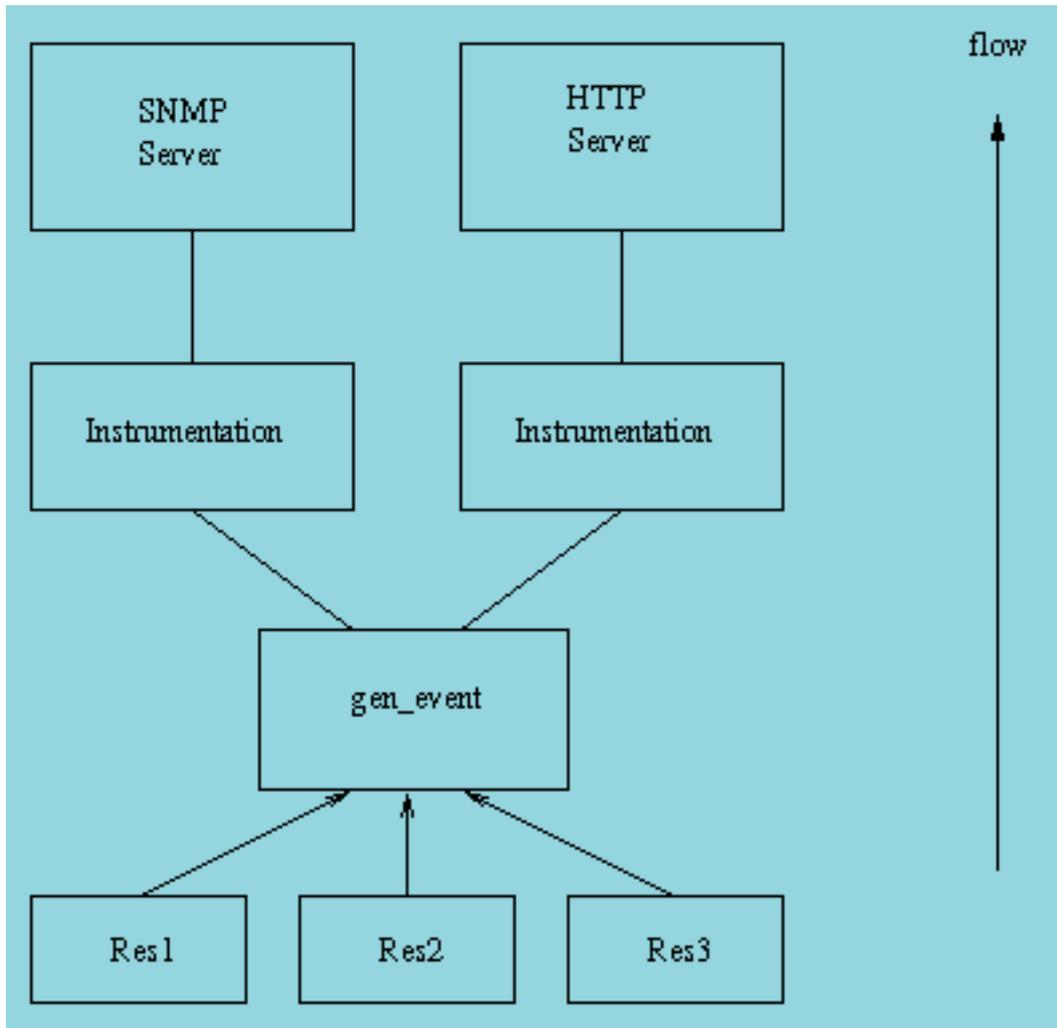 flow
SNMP
Server
HTTP
Server
Instrumentation
Instrumentation
gen_event
Res1
Res2
Res3